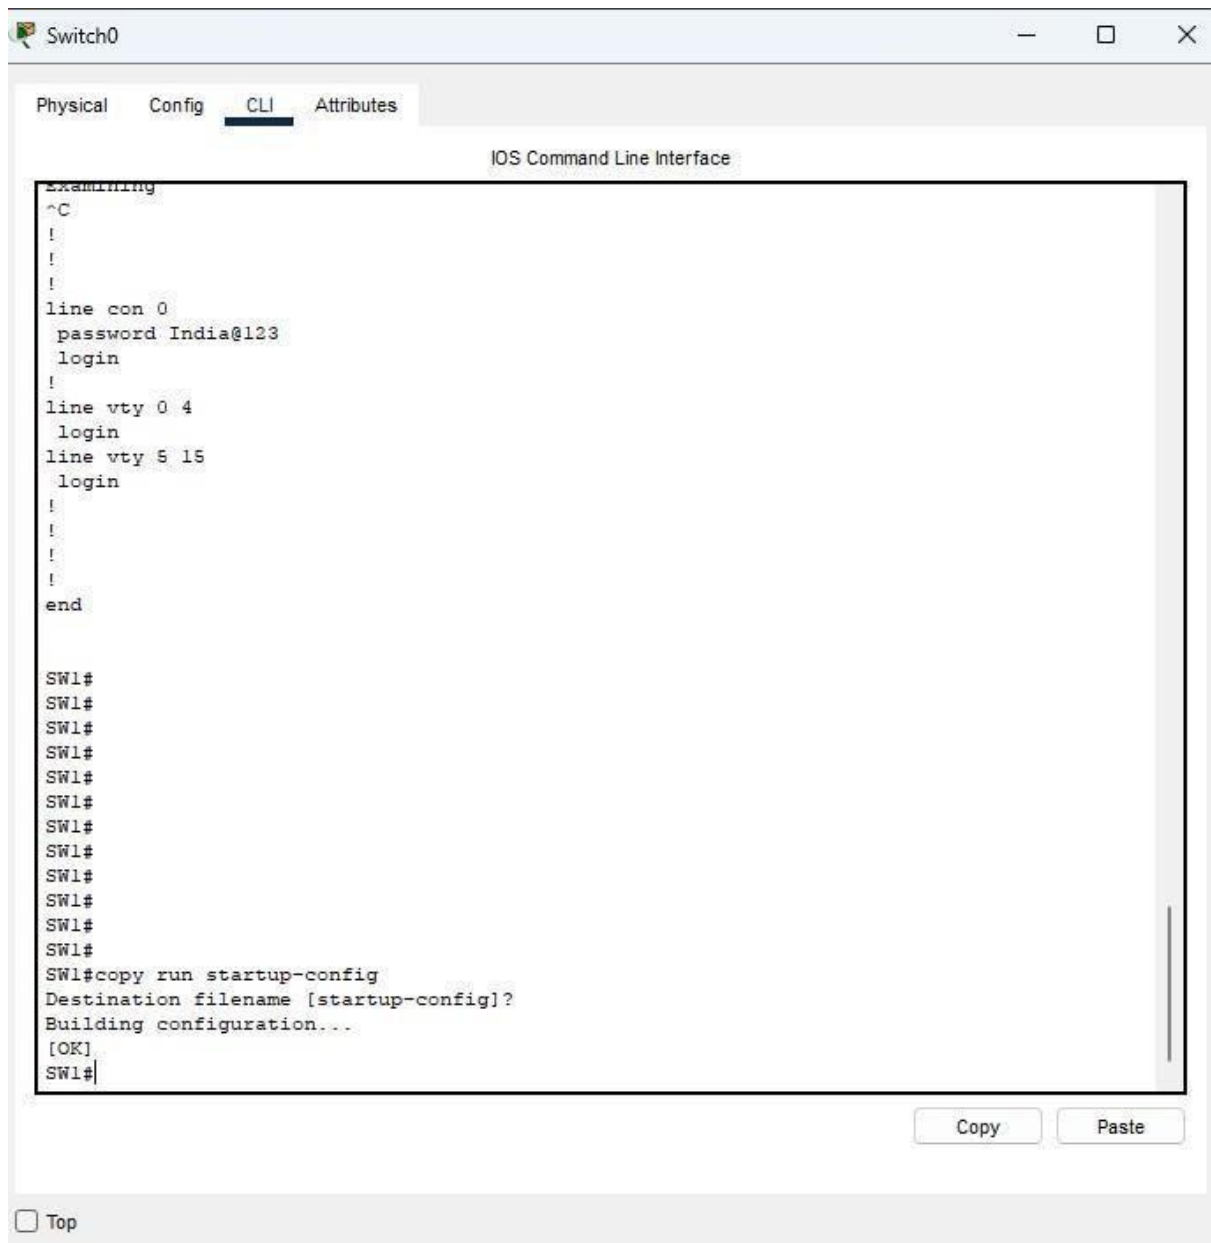 Switch0
Physical Config CLI Attributes
IOS Command Line Interface
Examining
^C
!
!
!
line con 0
password India@123
login
!
line vty 0 4
login
line vty 5 15
login
!
!
!
!
end
SW1#
SW1#
SW1#
SW1#
SW1#
SW1#
SW1#
SW1#
SW1#
SW1#
SW1#
SW1#
SW1#copy run startup-config
Destination filename [startup-config]?
Building configuration...
[OK]
SW1#
Copy Paste
Top